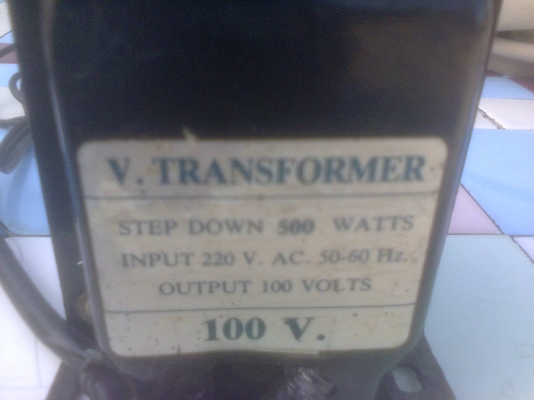 V. TRANSFORMER
STEP DOWN 500 WATTS
INPUT 220 V. AC. 50-60 Hz.
OUTPUT 100 VOLTS
100 V.